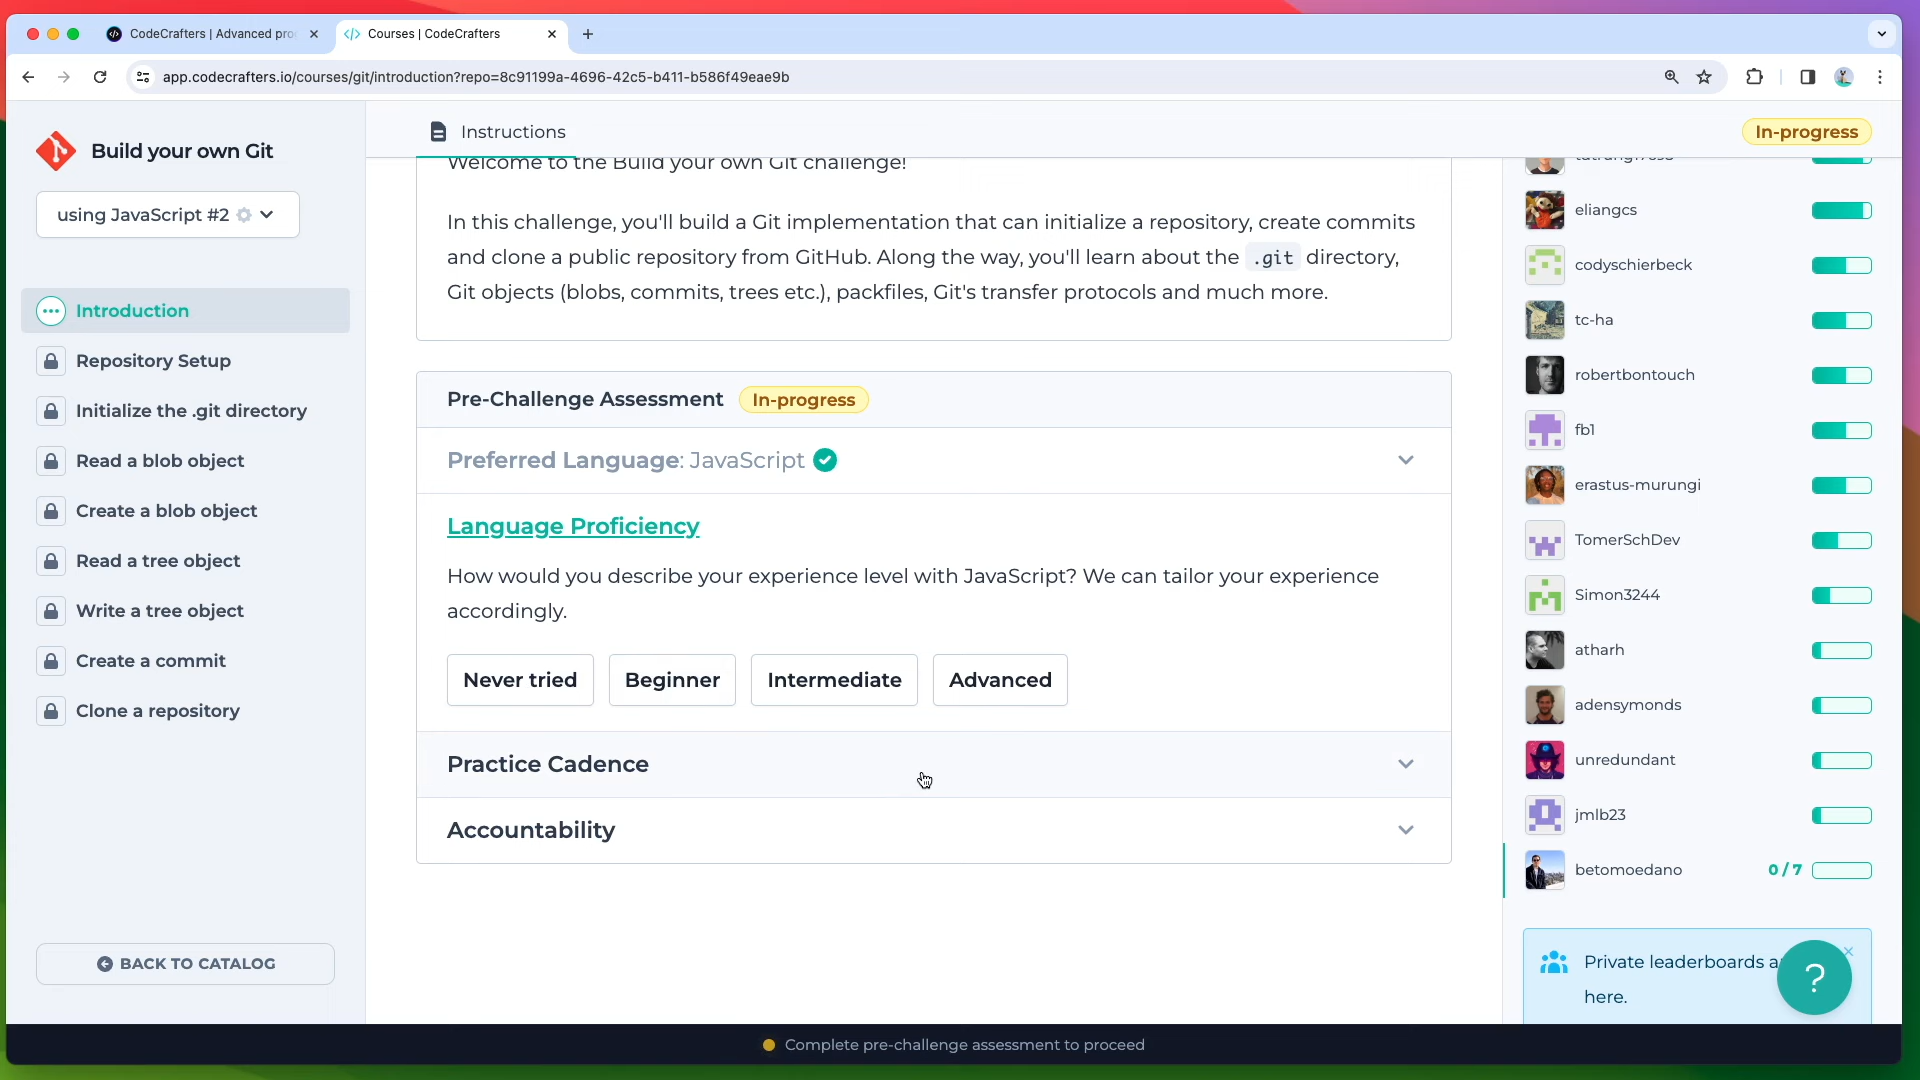 CodeCrafters | Advanced pro
Courses | CodeCrafters
app.codecrafters.io/courses/git/introduction?repo=8c91199a-4696-42c5-b411-b586f49eae9b
Build your own Git
using JavaScript #2
Introduction
Repository Setup
Initialize the .git directory
Read a blob object
Create a blob object
Read a tree object
Write a tree object
Create a commit
Clone a repository
BACK TO CATALOG
Instructions
In-progress
Welcome to the Build your own Git challenge!
In this challenge, you'll build a Git implementation that can initialize a repository, create commits
and clone a public repository from GitHub. Along the way, you'll learn about the .git directory,
Git objects (blobs, commits, trees etc.), packfiles, Git's transfer protocols and much more.
Pre-Challenge Assessment In-progress
Preferred Language: JavaScript
Language Proficiency
How would you describe your experience level with JavaScript? We can tailor your experience
accordingly.
Never tried Beginner Intermediate Advanced
Practice Cadence
Accountability
eliangcs
codyschierbeck
tc-ha
robertbontouch
fb1
erastus-murungi
TomerSchDev
Simon3244
atharh
adensymonds
unredundant
jmlb23
betomoedano 0 / 7
Private leaderboards a
here.
?
Complete pre-challenge assessment to proceed